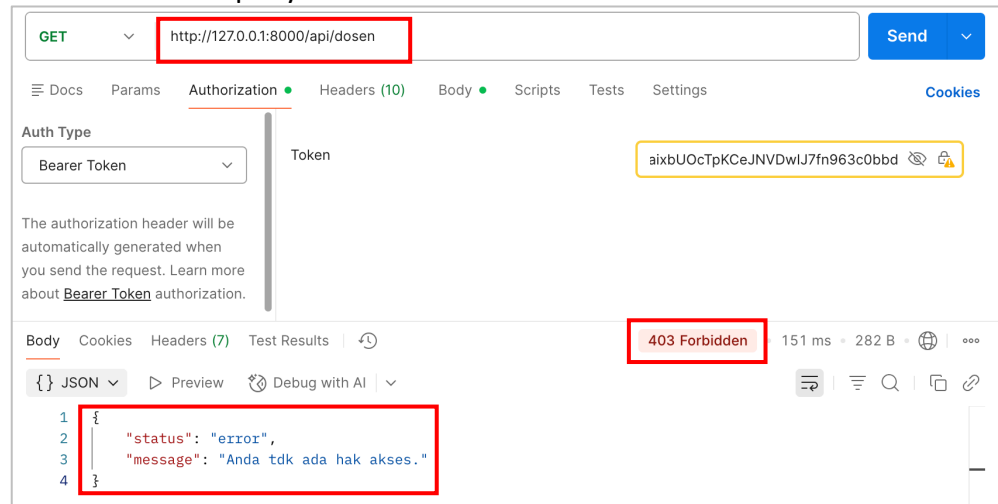 GET http://127.0.0.1:8000/api/dosen Send
Docs Params Authorization Headers (10) Body Scripts Tests Settings Cookies
Auth Type
Bearer Token
Token
aixbUOcTpKCeJNVDwIJ7fn963c0bbd
The authorization header will be
automatically generated when
you send the request. Learn more
about Bearer Token authorization.
Body Cookies Headers (7) Test Results 403 Forbidden 151 ms 282 B
{} JSON Preview Debug with AI
1 {
2 "status": "error",
3 "message": "Anda tdk ada hak akses."
4 }